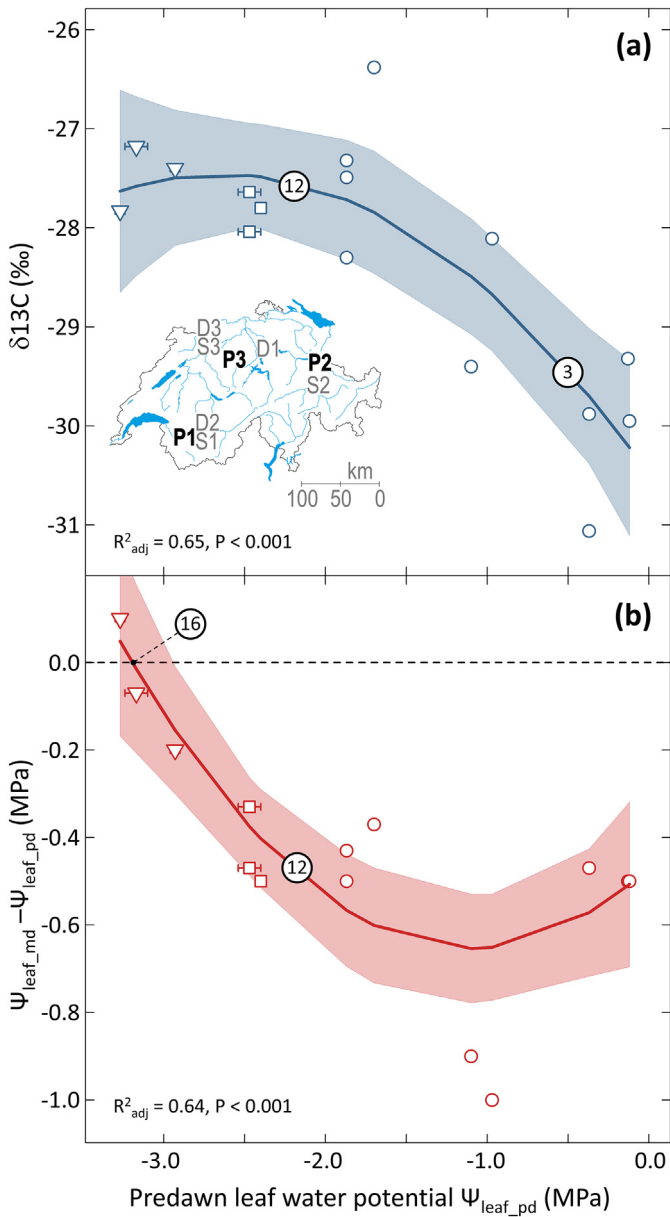 (a)
-26
-27
-28
-29
-30
-31
δ13C (‰)
12
3
D3
S3
P3
D1
P2
S2
D2
P1
S1
km
100 50 0
R²adj = 0.65, P < 0.001
(b)
16
0.0
-0.2
-0.4
-0.6
-0.8
-1.0
Ψleaf_md – Ψleaf_pd (MPa)
12
R²adj = 0.64, P < 0.001
-3.0 -2.0 -1.0 0.0
Predawn leaf water potential Ψleaf_pd (MPa)